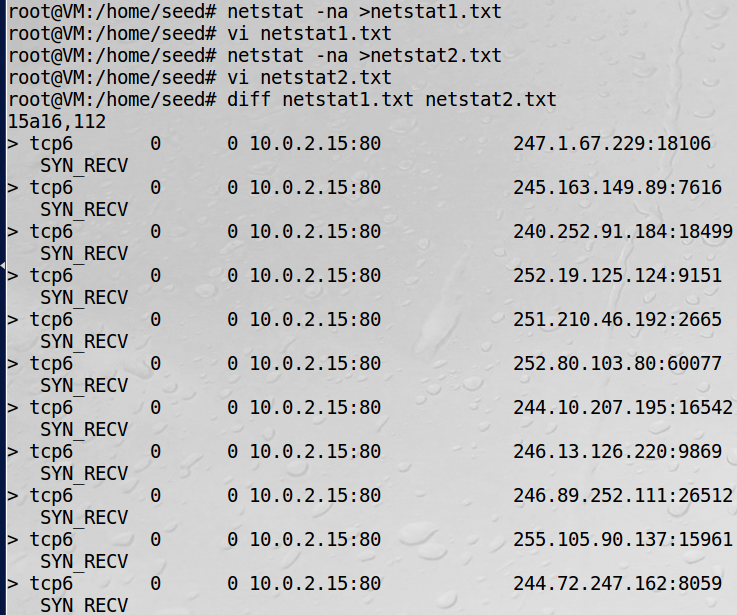 root@VM:/home/seed# netstat -na >netstat1.txt
root@VM:/home/seed# vi netstat1.txt
root@VM:/home/seed# netstat -na >netstat2.txt
root@VM:/home/seed# vi netstat2.txt
root@VM:/home/seed# diff netstat1.txt netstat2.txt
15a16,112
> tcp6       0      0 10.0.2.15:80            247.1.67.229:18106
   SYN_RECV
> tcp6       0      0 10.0.2.15:80            245.163.149.89:7616
   SYN_RECV
> tcp6       0      0 10.0.2.15:80            240.252.91.184:18499
   SYN_RECV
> tcp6       0      0 10.0.2.15:80            252.19.125.124:9151
   SYN_RECV
> tcp6       0      0 10.0.2.15:80            251.210.46.192:2665
   SYN_RECV
> tcp6       0      0 10.0.2.15:80            252.80.103.80:60077
   SYN_RECV
> tcp6       0      0 10.0.2.15:80            244.10.207.195:16542
   SYN_RECV
> tcp6       0      0 10.0.2.15:80            246.13.126.220:9869
   SYN_RECV
> tcp6       0      0 10.0.2.15:80            246.89.252.111:26512
   SYN_RECV
> tcp6       0      0 10.0.2.15:80            255.105.90.137:15961
   SYN_RECV
> tcp6       0      0 10.0.2.15:80            244.72.247.162:8059
   SYN_RECV